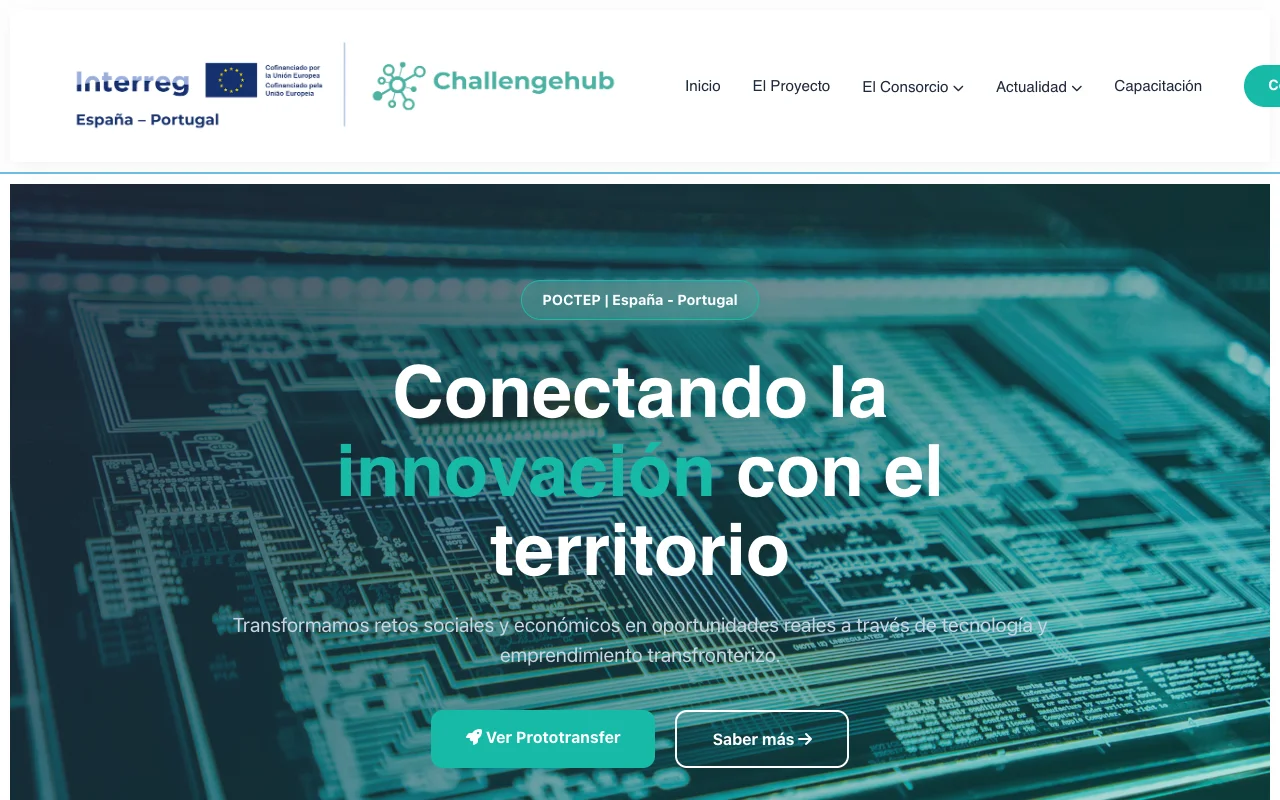 Interreg
Cofinanciado por
la Unión Europea
Cofinanciado pela
União Europeia
España – Portugal
Challengehub
Inicio
El Proyecto
El Consorcio
Actualidad
Capacitación
POCTEP | España - Portugal
Conectando la
innovación con el
territorio
Transformamos retos sociales y económicos en oportunidades reales a través de tecnología y
emprendimiento transfronterizo.
Ver Prototransfer
Saber más